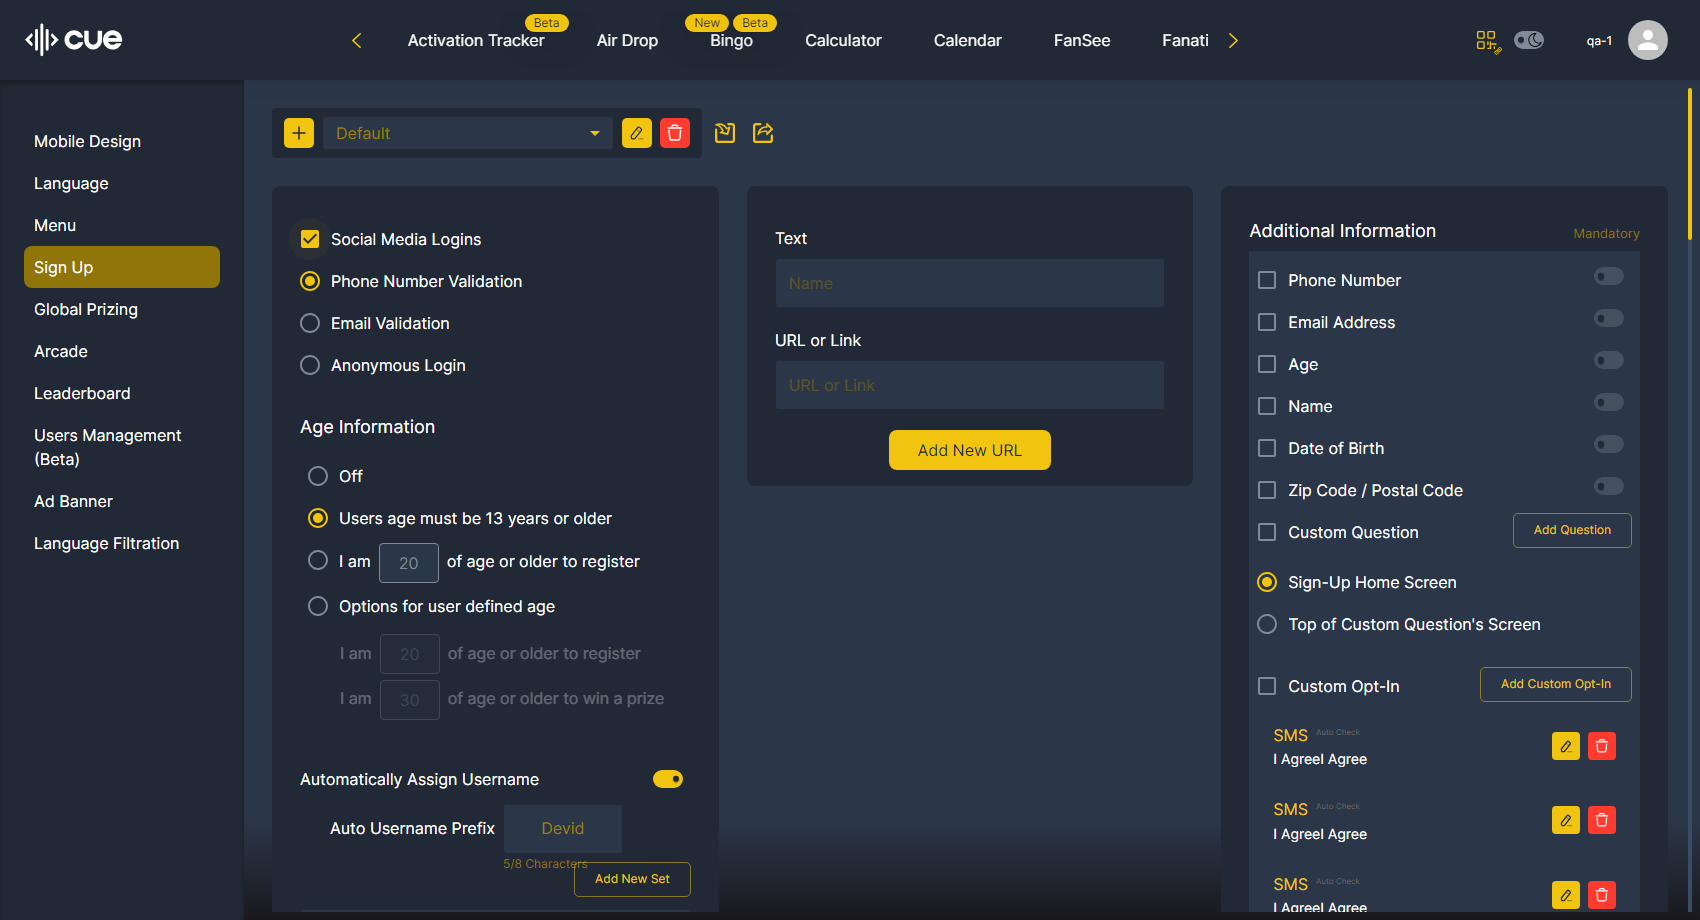 cue
Activation Tracker
Beta
Air Drop
New
Beta
Bingo
Calculator
Calendar
FanSee
Fanati
qa-1
Mobile Design
Language
Menu
Sign Up
Global Prizing
Arcade
Leaderboard
Users Management
(Beta)
Ad Banner
Language Filtration
Default
Social Media Logins
Phone Number Validation
Email Validation
Anonymous Login
Age Information
Off
Users age must be 13 years or older
I am 20 of age or older to register
Options for user defined age
I am 20 of age or older to register
I am 30 of age or older to win a prize
Automatically Assign Username
Auto Username Prefix Devid
5/8 Characters
Add New Set
Text
Name
URL or Link
URL or Link
Add New URL
Additional Information
Mandatory
Phone Number
Email Address
Age
Name
Date of Birth
Zip Code / Postal Code
Custom Question
Add Question
Sign-Up Home Screen
Top of Custom Question's Screen
Custom Opt-In
Add Custom Opt-In
SMS Auto Check
I AgreeI Agree
SMS Auto Check
I AgreeI Agree
SMS Auto Check
I AgreeI Agree